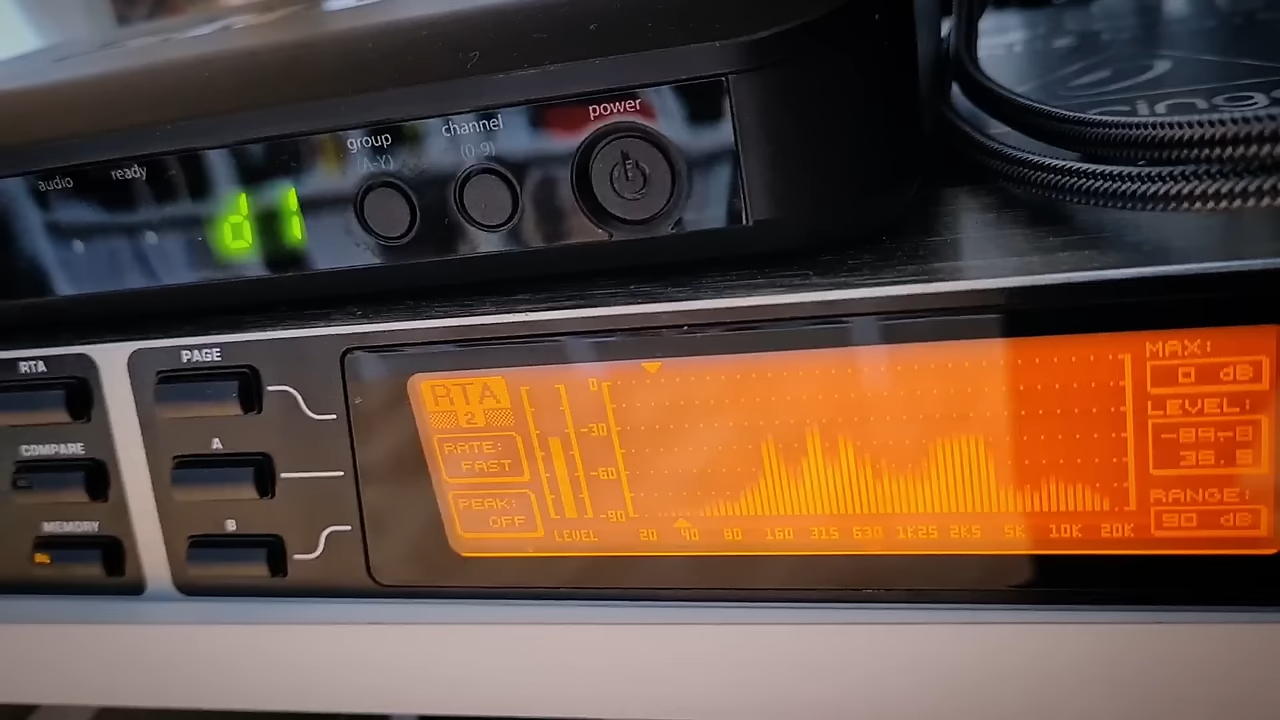 audio
ready
d1
group
(A-Y)
channel
(0-9)
power
RTA
COMPARE
MEMORY
PAGE
A
B
RTA
2
RATE:
FAST
PEAK:
OFF
LEVEL
0
-30
-60
-90
20 40 80 160 315 630 1K25 2K5 5K 10K 20K
MAX:
0 dB
LEVEL:
RANGE:
90 dB